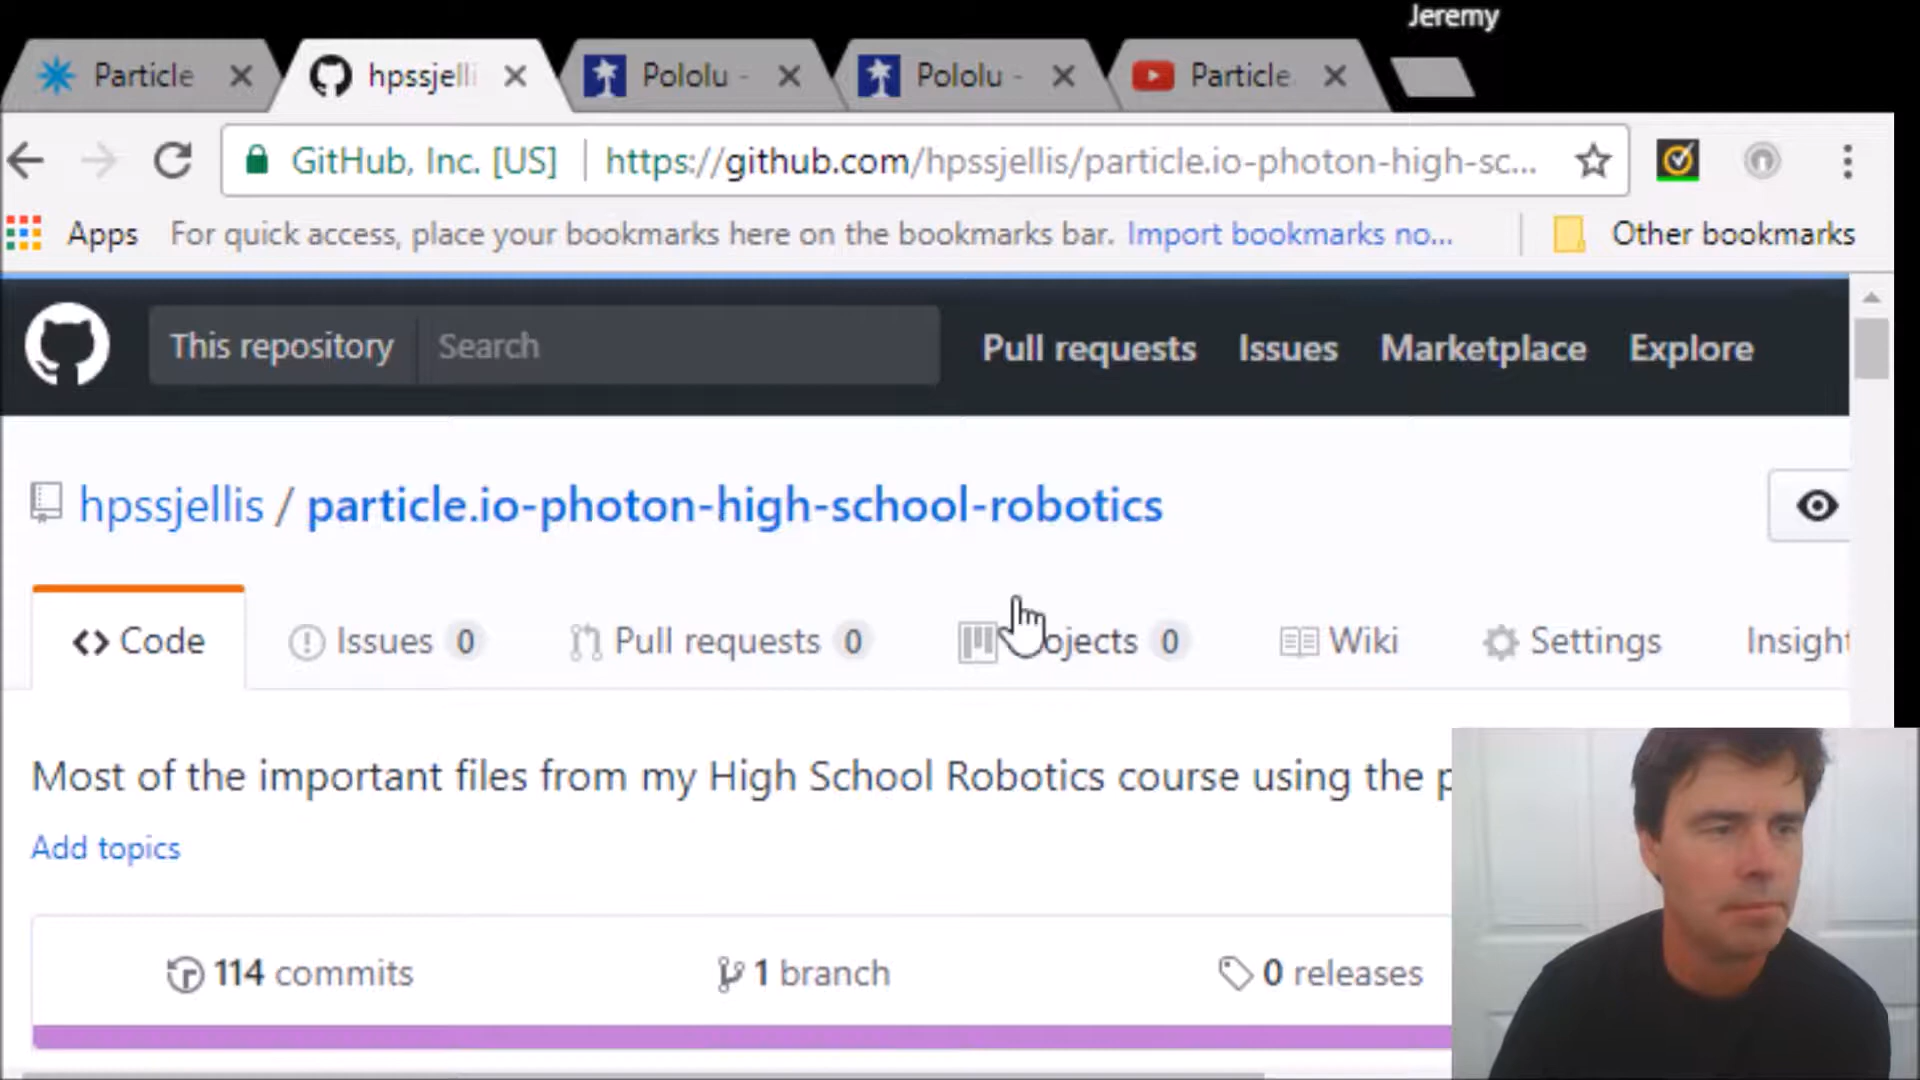 Jeremy
Particle
hpssjelli
Pololu -
Pololu -
Particle
GitHub, Inc. [US]
https://github.com/hpssjellis/particle.io-photon-high-sc...
Apps
For quick access, place your bookmarks here on the bookmarks bar. Import bookmarks no...
Other bookmarks
This repository
Search
Pull requests
Issues
Marketplace
Explore
hpssjellis / particle.io-photon-high-school-robotics
Code
Issues 0
Pull requests 0
ojects 0
Wiki
Settings
Insight
Most of the important files from my High School Robotics course using the p
Add topics
114 commits
1 branch
0 releases